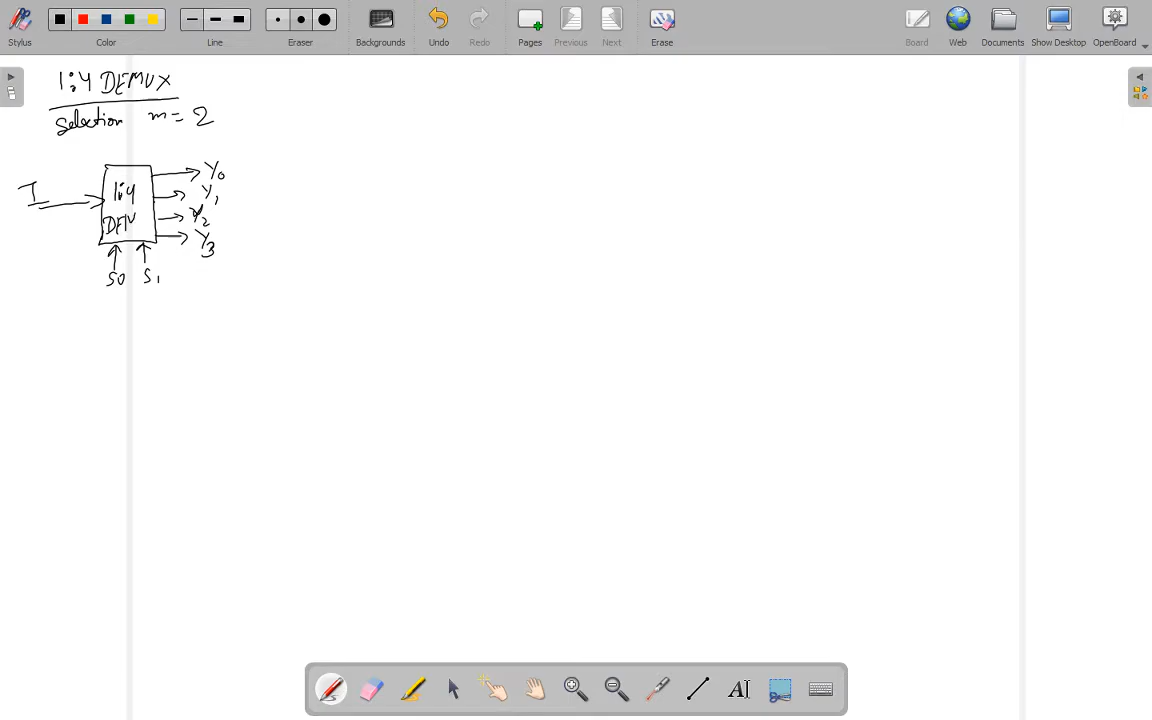 Stylus
Color
Line
Eraser
Backgrounds
Undo
Redo
Pages
Previous
Next
Erase
Board
Web
Documents
Show Desktop
OpenBoard
1:4 DEMUX
selection m = 2
I
1:4
DEMU
Y0
Y1
Y2
Y3
S0 S1
A